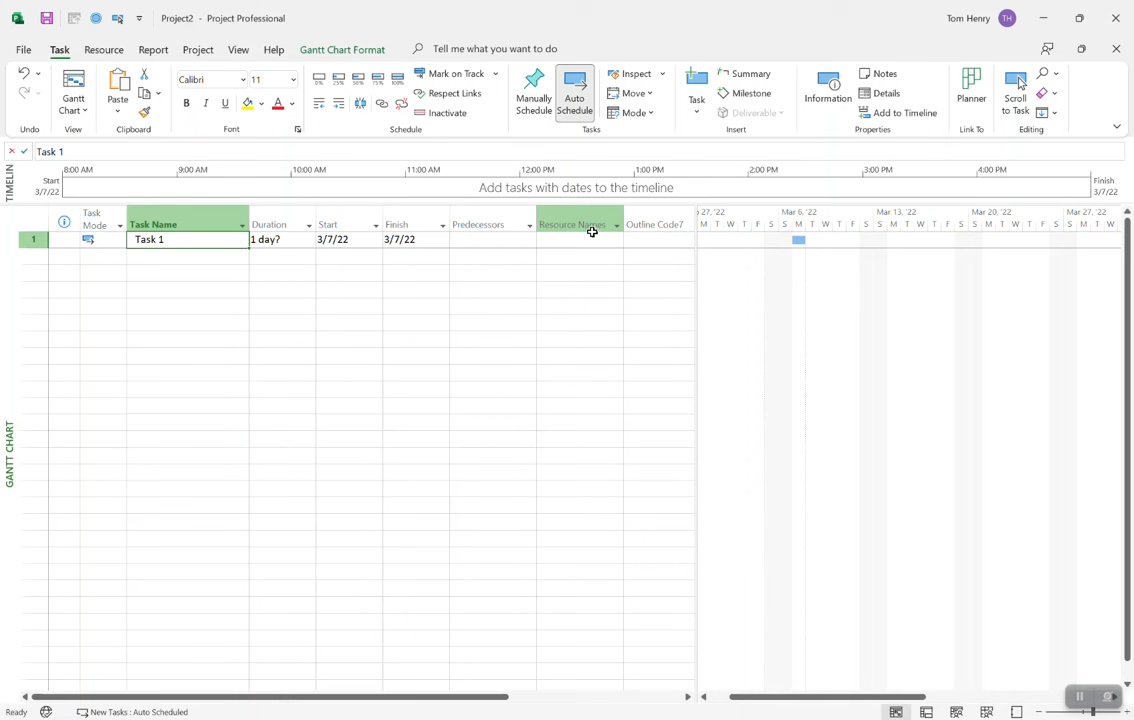 Project2 - Project Professional
Tom Henry TH
File Task Resource Report Project View Help Gantt Chart Format Tell me what you want to do
Gantt Chart
Paste
Calibri 11
B I U A
0% 25% 50% 75% 100%
Mark on Track
Respect Links
Inactivate
Manually Schedule
Auto Schedule
Inspect
Move
Mode
Task
Summary
Milestone
Deliverable
Information
Notes
Details
Add to Timeline
Planner
Scroll to Task
Undo View Clipboard Font Schedule Tasks Insert Properties Link To Editing
Task 1
TIMELIN
8:00 AM 9:00 AM 10:00 AM 11:00 AM 12:00 PM 1:00 PM 2:00 PM 3:00 PM 4:00 PM
Start
3/7/22
Add tasks with dates to the timeline
Finish
3/7/22
Task Mode Task Name Duration Start Finish Predecessors Resource Names Outline Code7
27, '22 Mar 6, '22 Mar 13, '22 Mar 20, '22 Mar 27, '22
M T W T F S S M T W T F S S M T W T F S S M T W T F S S M T W
1 Task 1 1 day? 3/7/22 3/7/22
GANTT CHART
Ready New Tasks : Auto Scheduled